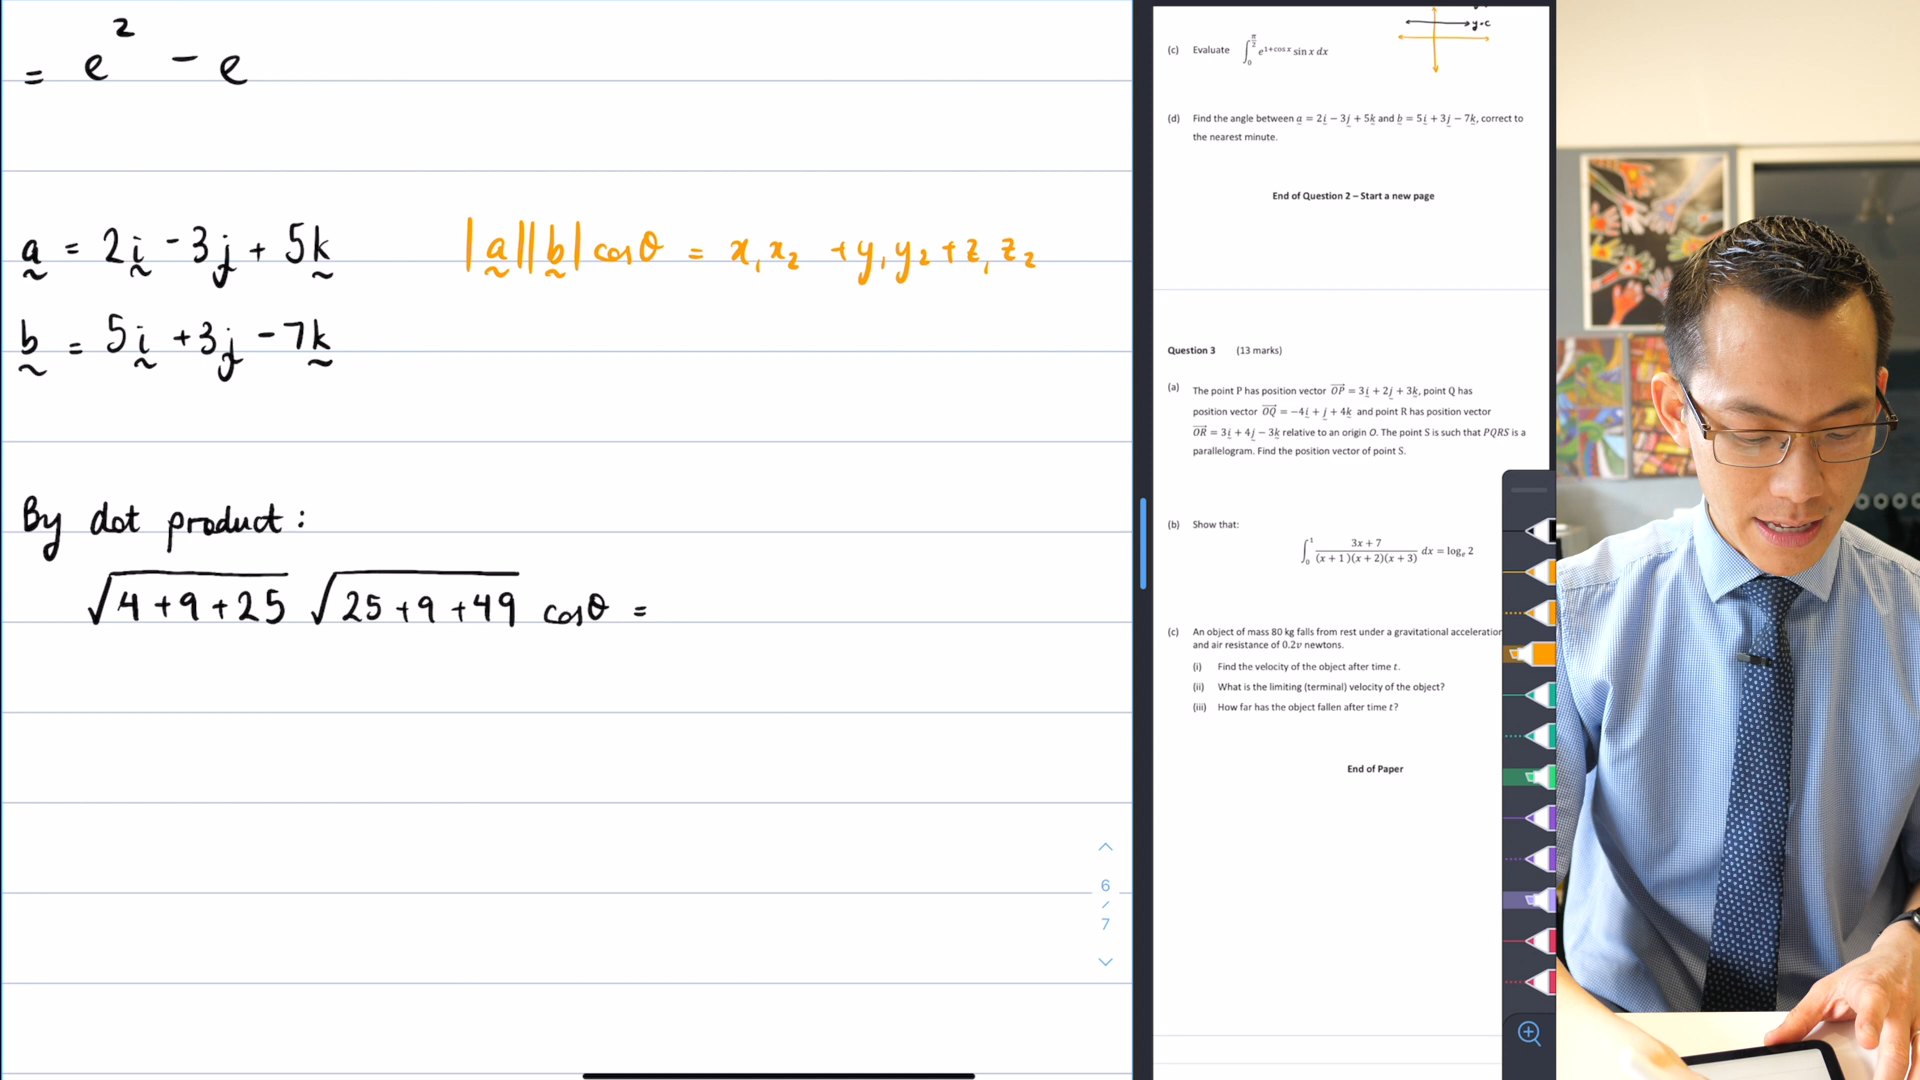 = e² - e
a = 2i - 3j + 5k
|a||b| cosθ = x₁x₂ + y₁y₂ + z₁z₂
b = 5i + 3j - 7k
By dot product:
√(4+9+25) √(25+9+49) cosθ =
6
/
7
y=c
(c) Evaluate ∫₀^(π/2) e^(1+cos x) sin x dx
(d) Find the angle between a = 2i − 3j + 5k and b = 5i + 3j − 7k, correct to
the nearest minute.
End of Question 2 – Start a new page
Question 3 (13 marks)
(a) The point P has position vector OP = 3i + 2j + 3k, point Q has
position vector OQ = −4i + j + 4k and point R has position vector
OR = 3i + 4j − 3k relative to an origin O. The point S is such that PQRS is a
parallelogram. Find the position vector of point S.
(b) Show that:
∫₀¹ (3x + 7)/((x + 1)(x + 2)(x + 3)) dx = logₑ 2
(c) An object of mass 80 kg falls from rest under a gravitational acceleration
and air resistance of 0.2v newtons.
(i) Find the velocity of the object after time t.
(ii) What is the limiting (terminal) velocity of the object?
(iii) How far has the object fallen after time t?
End of Paper